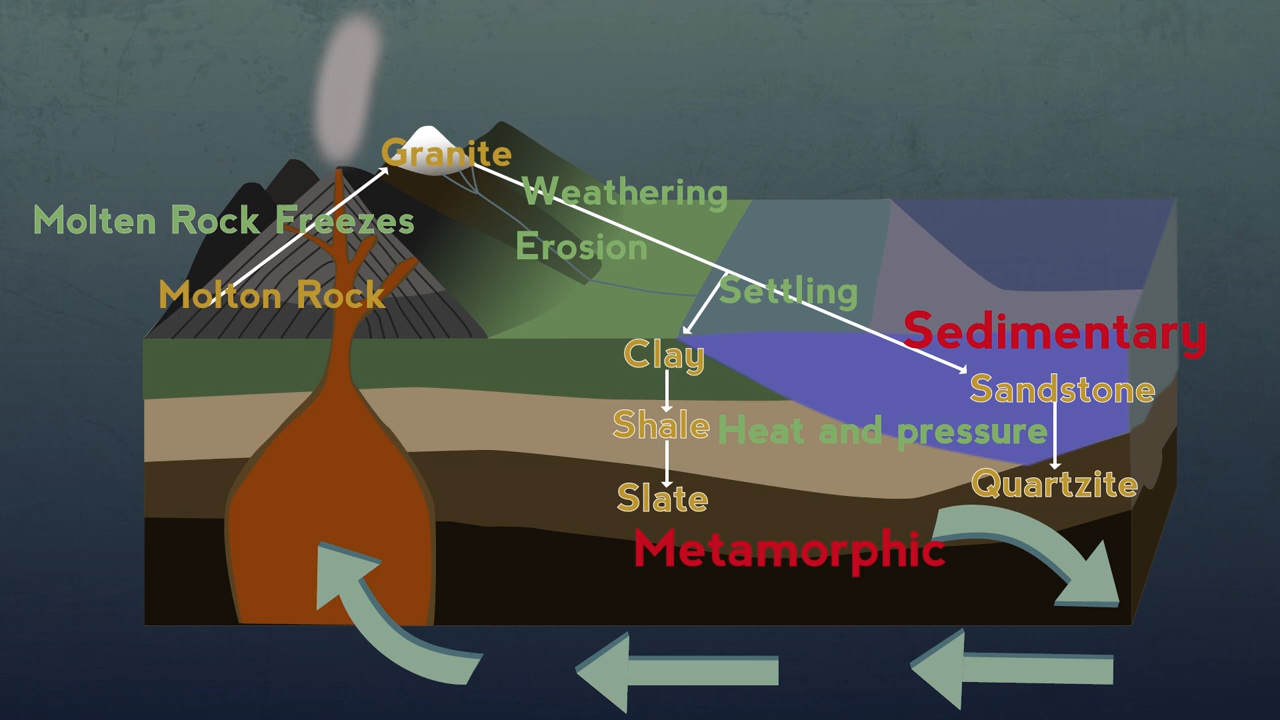 Granite
Weathering
Molten Rock Freezes
Erosion
Molton Rock
Settling
Sedimentary
Clay
Sandstone
Shale
Heat and pressure
Slate
Quartzite
Metamorphic